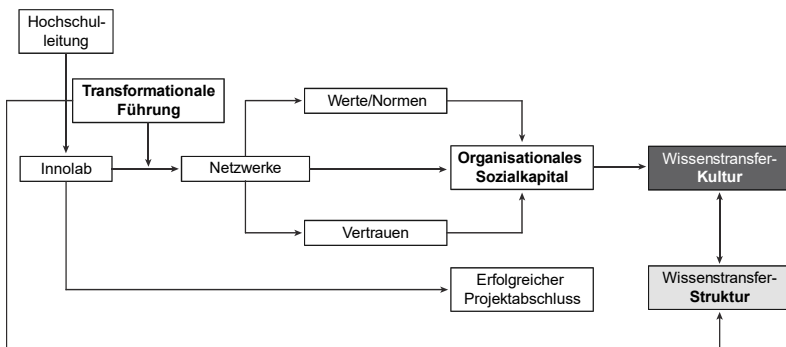 Hochschul-
leitung
Transformationale
Führung
Werte/Normen
Innolab
Netzwerke
Organisationales
Sozialkapital
Wissenstransfer-
Kultur
Vertrauen
Erfolgreicher
Projektabschluss
Wissenstransfer-
Struktur